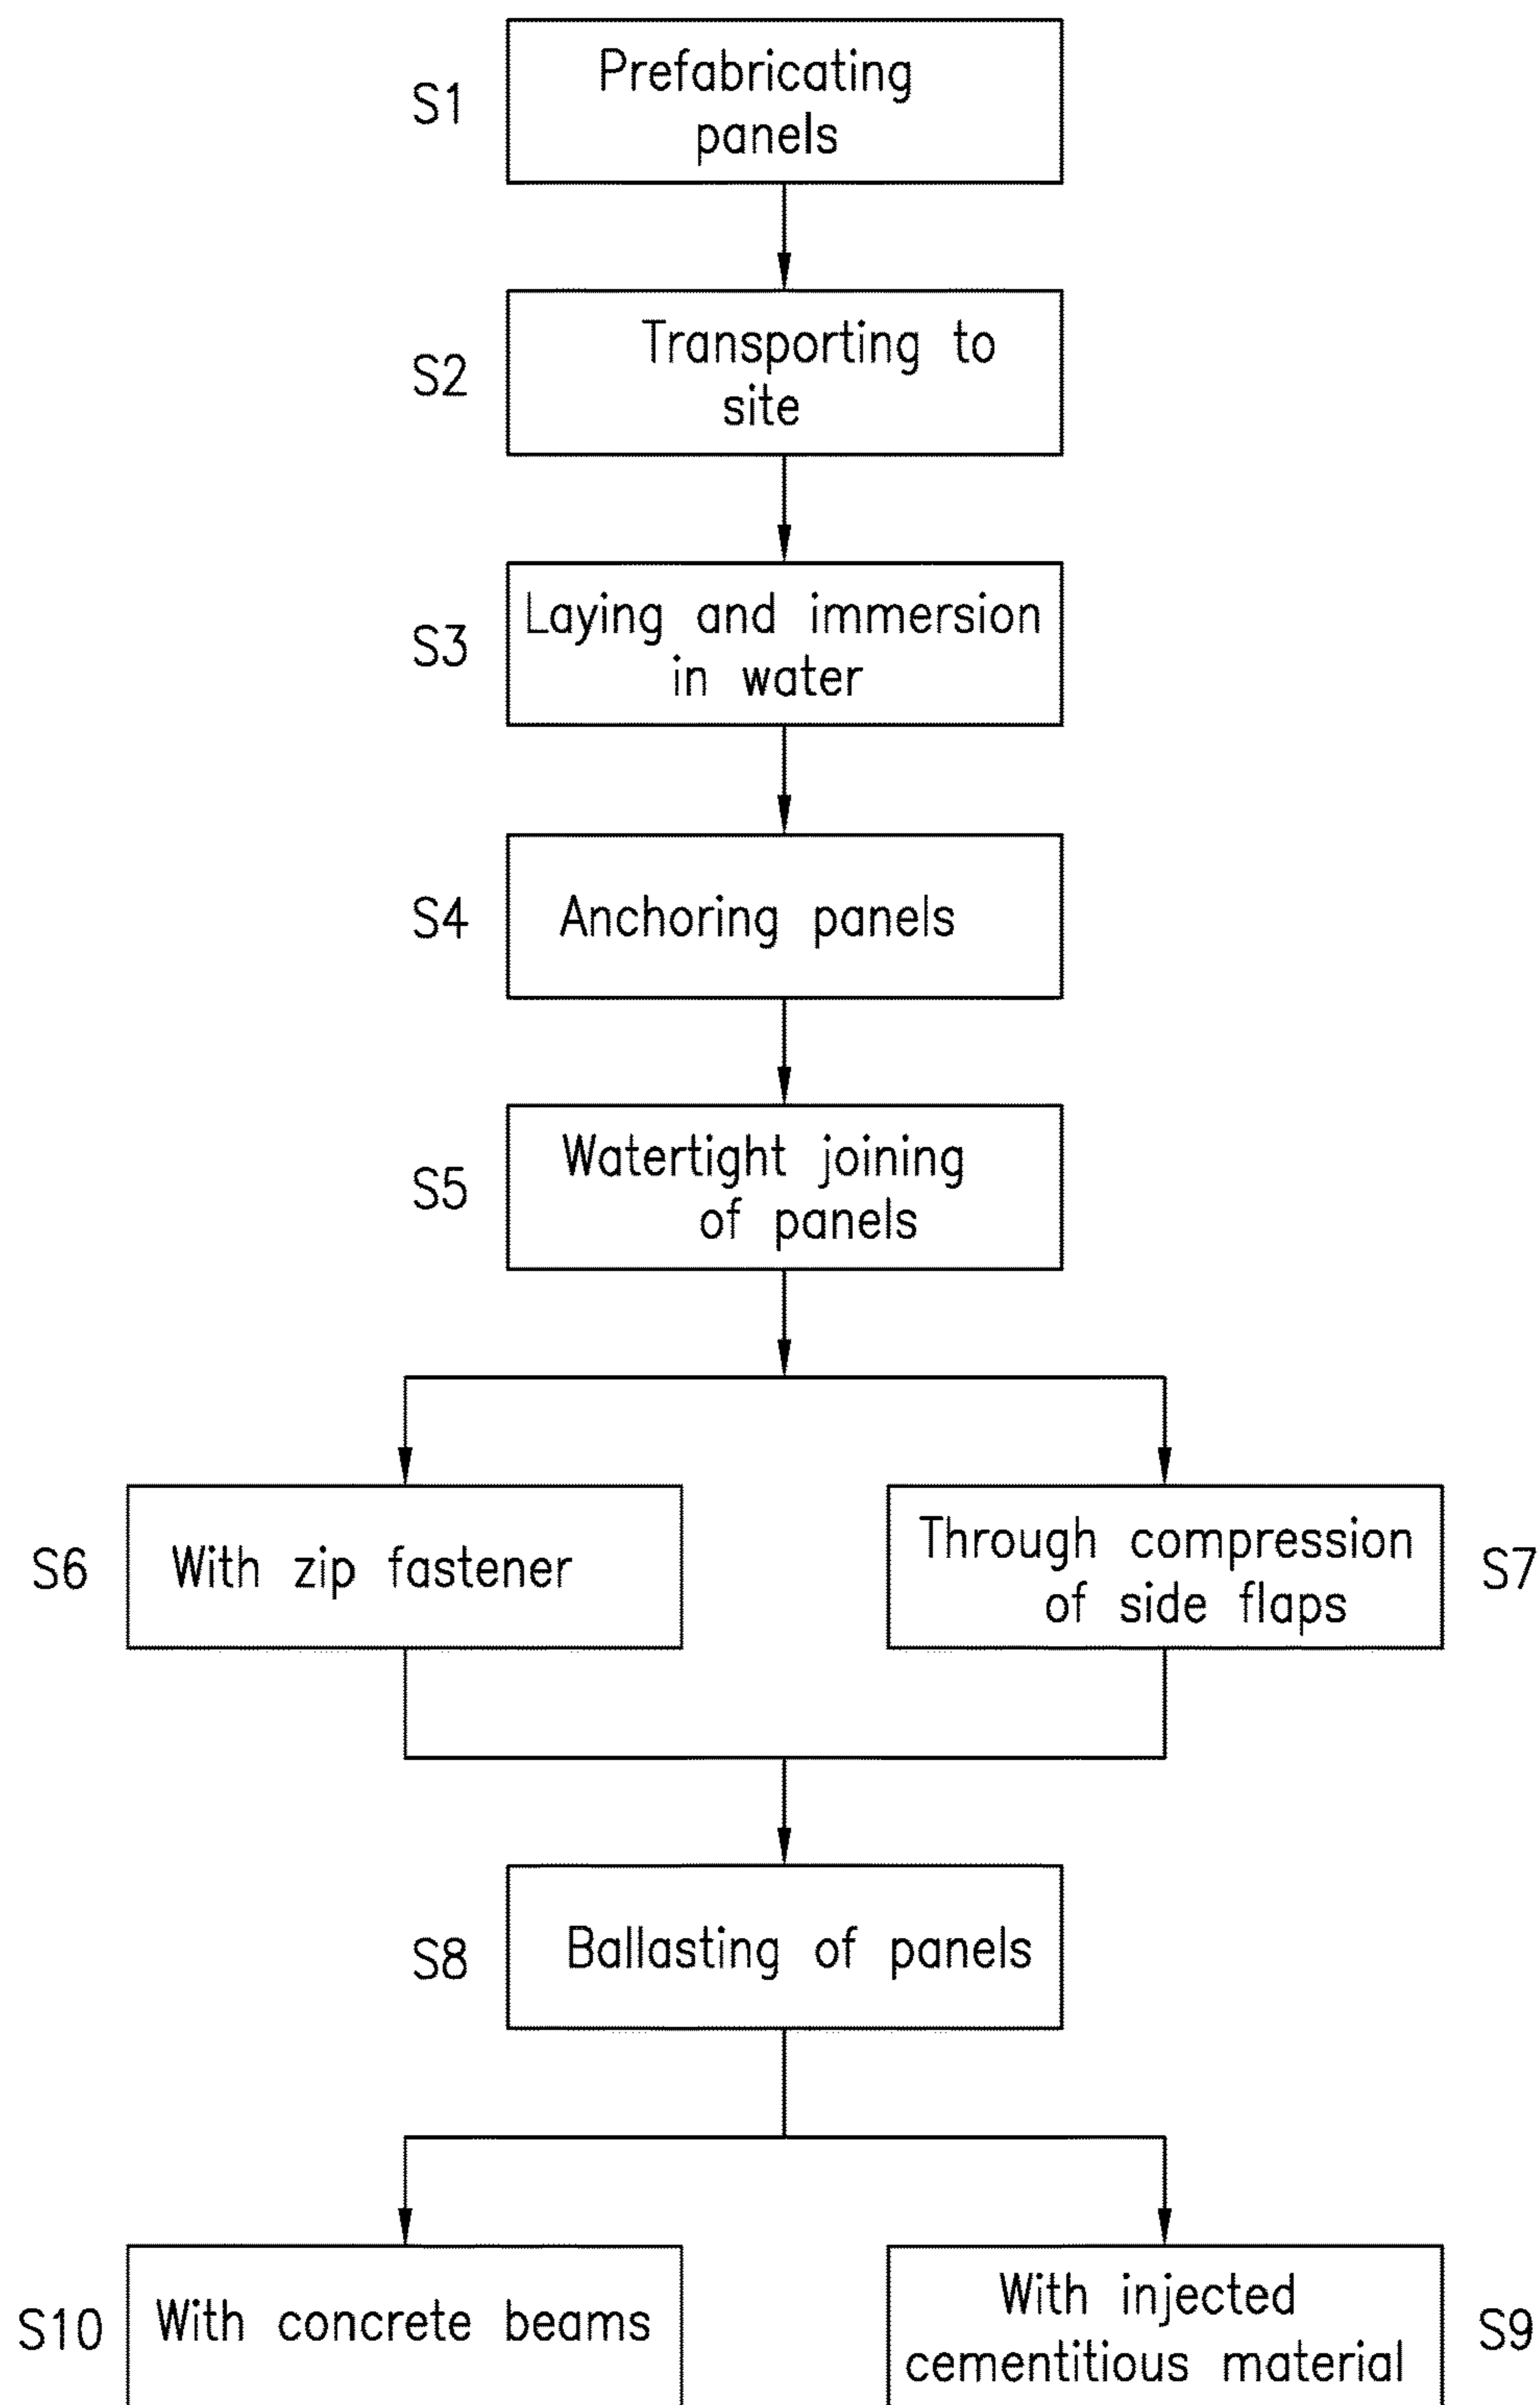 S1
Prefabricating
panels
S2
Transporting to
site
S3
Laying and immersion
in water
S4
Anchoring panels
S5
Watertight joining
of panels
S6
With zip fastener
Through compression
of side flaps
S7
S8
Ballasting of panels
S10
With concrete beams
With injected
cementitious material
S9